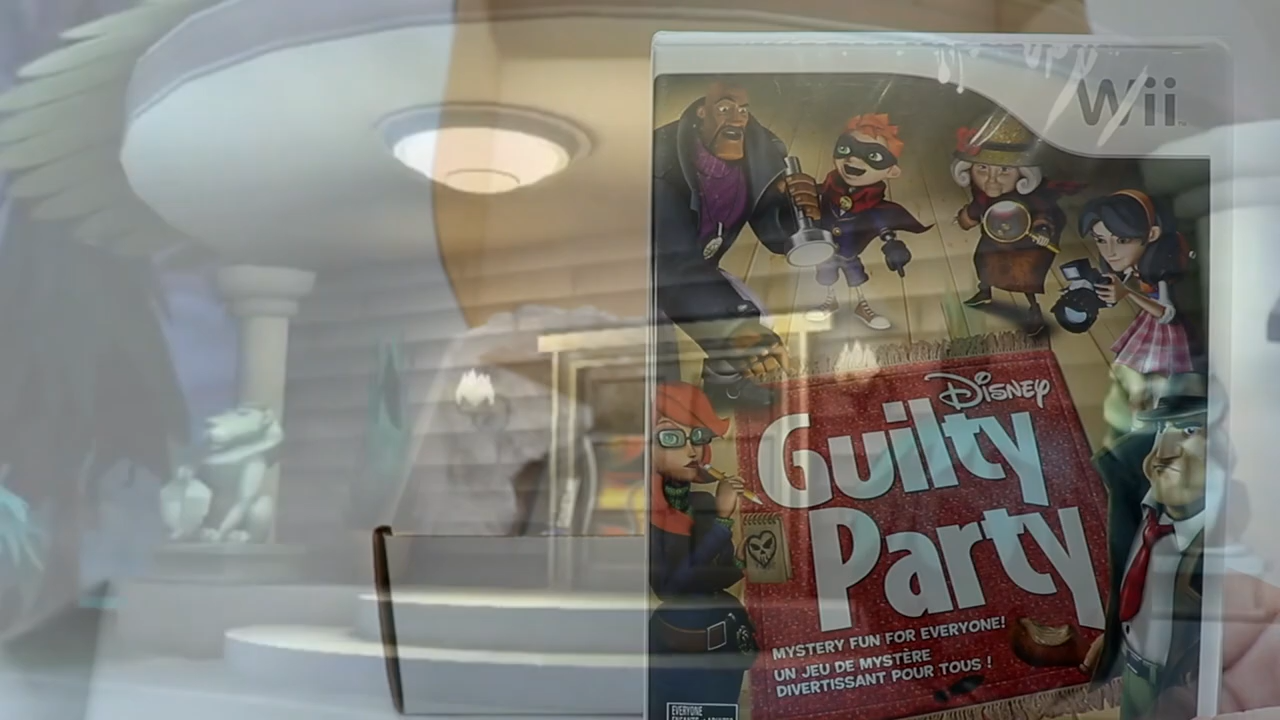 Wii
DISNEY
Guilty
Party
MYSTERY FUN FOR EVERYONE!
UN JEU DE MYSTÈRE
DIVERTISSANT POUR TOUS !
EVERYONE